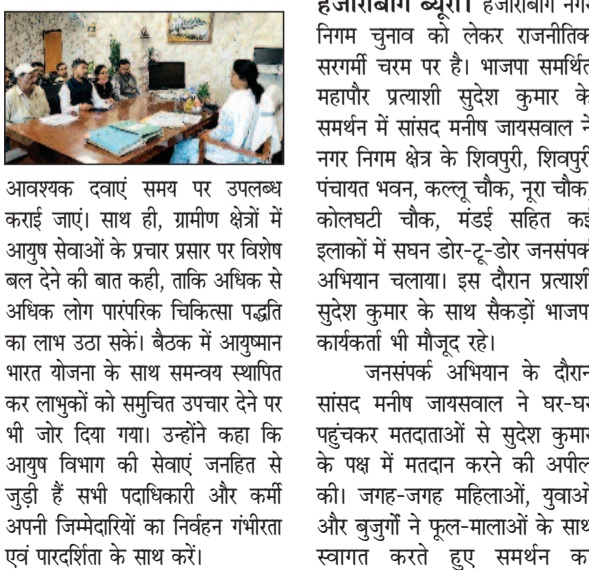 आवश्यक दवाएं समय पर उपलब्ध
कराई जाएं। साथ ही, ग्रामीण क्षेत्रों में
आयुष सेवाओं के प्रचार प्रसार पर विशेष
बल देने की बात कही, ताकि अधिक से
अधिक लोग पारंपरिक चिकित्सा पद्धति
का लाभ उठा सकें। बैठक में आयुष्मान
भारत योजना के साथ समन्वय स्थापित
कर लाभुकों को समुचित उपचार देने पर
भी जोर दिया गया। उन्होंने कहा कि
आयुष विभाग की सेवाएं जनहित से
जुड़ी हैं सभी पदाधिकारी और कर्मी
अपनी जिम्मेदारियों का निर्वहन गंभीरता
एवं पारदर्शिता के साथ करें।
हजारीबाग ब्यूरो। हजारीबाग नगर
निगम चुनाव को लेकर राजनीतिक
सरगर्मी चरम पर है। भाजपा समर्थित
महापौर प्रत्याशी सुदेश कुमार के
समर्थन में सांसद मनीष जायसवाल ने
नगर निगम क्षेत्र के शिवपुरी, शिवपुरी
पंचायत भवन, कल्लू चौक, नूरा चौक,
कोलघटी चौक, मंडई सहित कई
इलाकों में सघन डोर-टू-डोर जनसंपर्क
अभियान चलाया। इस दौरान प्रत्याशी
सुदेश कुमार के साथ सैकड़ों भाजपा
कार्यकर्ता भी मौजूद रहे।
जनसंपर्क अभियान के दौरान
सांसद मनीष जायसवाल ने घर-घर
पहुंचकर मतदाताओं से सुदेश कुमार
के पक्ष में मतदान करने की अपील
की। जगह-जगह महिलाओं, युवाओं
और बुजुर्गों ने फूल-मालाओं के साथ
स्वागत करते हुए समर्थन का